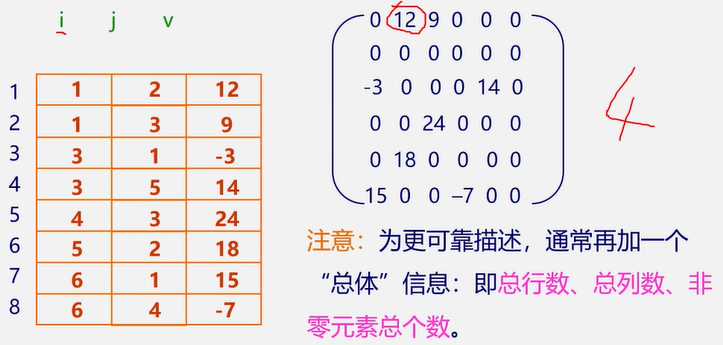 i j v
1 1 2 12
2 1 3 9
3 3 1 -3
4 3 5 14
5 4 3 24
6 5 2 18
7 6 1 15
8 6 4 -7
0 12 9 0 0 0
0 0 0 0 0 0
-3 0 0 0 14 0
0 0 24 0 0 0
0 18 0 0 0 0
15 0 0 –7 0 0
4
注意：为更可靠描述，通常再加一个
“总体”信息：即总行数、总列数、非
零元素总个数。